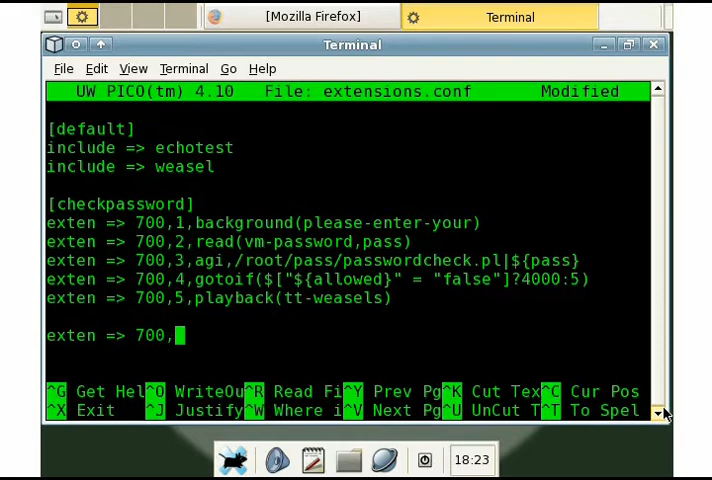 [Mozilla Firefox]
Terminal
Terminal
File Edit View Terminal Go Help
UW PICO(tm) 4.10 File: extensions.conf Modified
[default]
include => echotest
include => weasel
[checkpassword]
exten => 700,1,background(please-enter-your)
exten => 700,2,read(vm-password,pass)
exten => 700,3,agi,/root/pass/passwordcheck.pl|${pass}
exten => 700,4,gotoif($["${allowed}" = "false"]?4000:5)
exten => 700,5,playback(tt-weasels)
exten => 700,
^G Get Hel^O WriteOu^R Read Fi^Y Prev Pg^K Cut Tex^C Cur Pos
^X Exit ^J Justify^W Where i^V Next Pg^U UnCut T^T To Spel
18:23